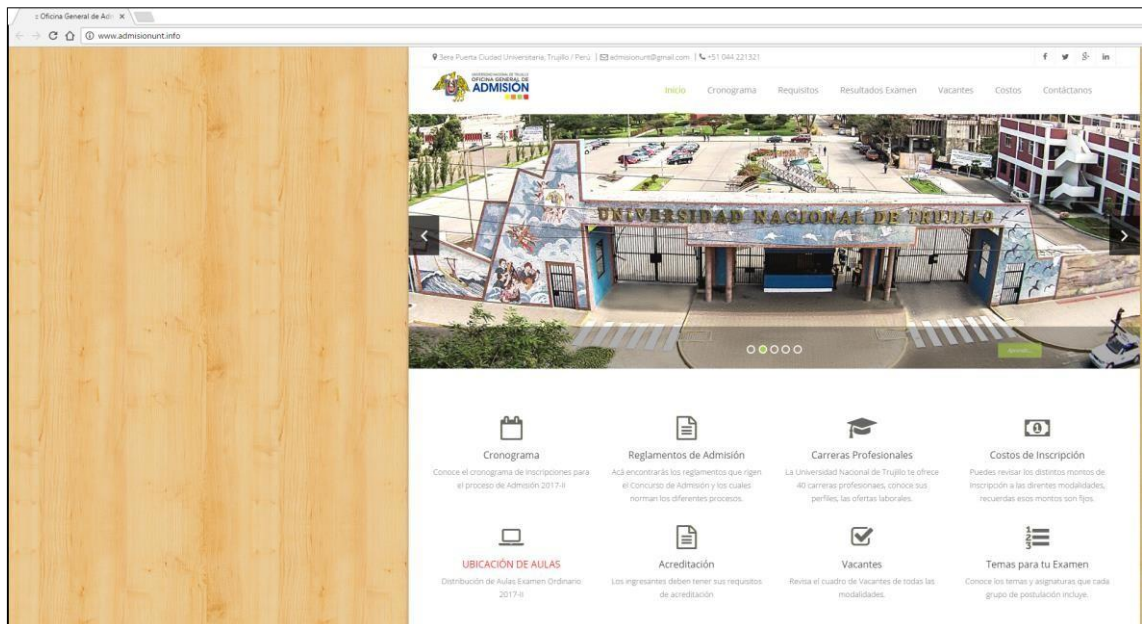 :: Oficina General de Adn
www.admisionunt.info
3era Puerta Ciudad Universitaria, Trujillo / Perú | admisionunt@gmail.com | +51 044 221321
UNIVERSIDAD NACIONAL DE TRUJILLO
OFICINA GENERAL DE
ADMISIÓN
Inicio Cronograma Requisitos Resultados Examen Vacantes Costos Contáctanos
UNIVERSIDAD NACIONAL DE TRUJILLO
Cronograma
Conoce el cronograma de inscripciones para
el proceso de Admisión 2017-II
Reglamentos de Admisión
Acá encontrarás los reglamentos que rigen
el Concurso de Admisión y los cuales
norman los diferentes procesos.
Carreras Profesionales
La Universidad Nacional de Trujillo te ofrece
40 carreras profesionaes, conoce sus
perfiles, las ofertas laborales.
Costos de Inscripción
Puedes revisar los distintos montos de
Inscripción a las direntes modalidades,
recuerdas esos montos son fijos.
UBICACIÓN DE AULAS
Distribución de Aulas Examen Ordinario
2017-II
Acreditación
Los ingresantes deben tener sus requisitos
de acreditación
Vacantes
Revisa el cuadro de Vacantes de todas las
modalidades.
Temas para tu Examen
Conoce los temas y asignaturas que cada
grupo de postulación incluye.